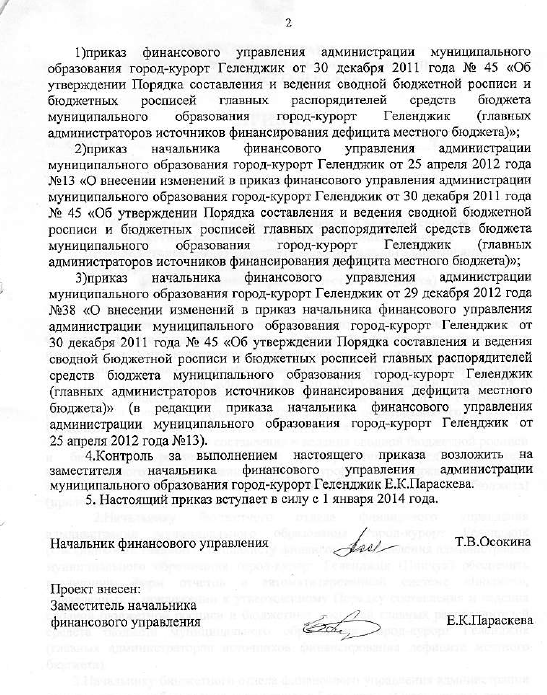 2
1)приказ финансового управления администрации муниципального
образования город-курорт Геленджик от 30 декабря 2011 года № 45 «Об
утверждении Порядка составления и ведения сводной бюджетной росписи и
бюджетных росписей главных распорядителей средств бюджета
муниципального образования город-курорт Геленджик (главных
администраторов источников финансирования дефицита местного бюджета)»;
2)приказ начальника финансового управления администрации
муниципального образования город-курорт Геленджик от 25 апреля 2012 года
№13 «О внесении изменений в приказ финансового управления администрации
муниципального образования город-курорт Геленджик от 30 декабря 2011 года
№ 45 «Об утверждении Порядка составления и ведения сводной бюджетной
росписи и бюджетных росписей главных распорядителей средств бюджета
муниципального образования город-курорт Геленджик (главных
администраторов источников финансирования дефицита местного бюджета)»;
3)приказ начальника финансового управления администрации
муниципального образования город-курорт Геленджик от 29 декабря 2012 года
№38 «О внесении изменений в приказ начальника финансового управления
администрации муниципального образования город-курорт Геленджик от
30 декабря 2011 года № 45 «Об утверждении Порядка составления и ведения
сводной бюджетной росписи и бюджетных росписей главных распорядителей
средств бюджета муниципального образования город-курорт Геленджик
(главных администраторов источников финансирования дефицита местного
бюджета)» (в редакции приказа начальника финансового управления
администрации муниципального образования город-курорт Геленджик от
25 апреля 2012 года №13).
4.Контроль за выполнением настоящего приказа возложить на
заместителя начальника финансового управления администрации
муниципального образования город-курорт Геленджик Е.К.Параскева.
5. Настоящий приказ вступает в силу с 1 января 2014 года.
Начальник финансового управления Т.В.Осокина
Проект внесен:
Заместитель начальника
финансового управления Е.К.Параскева